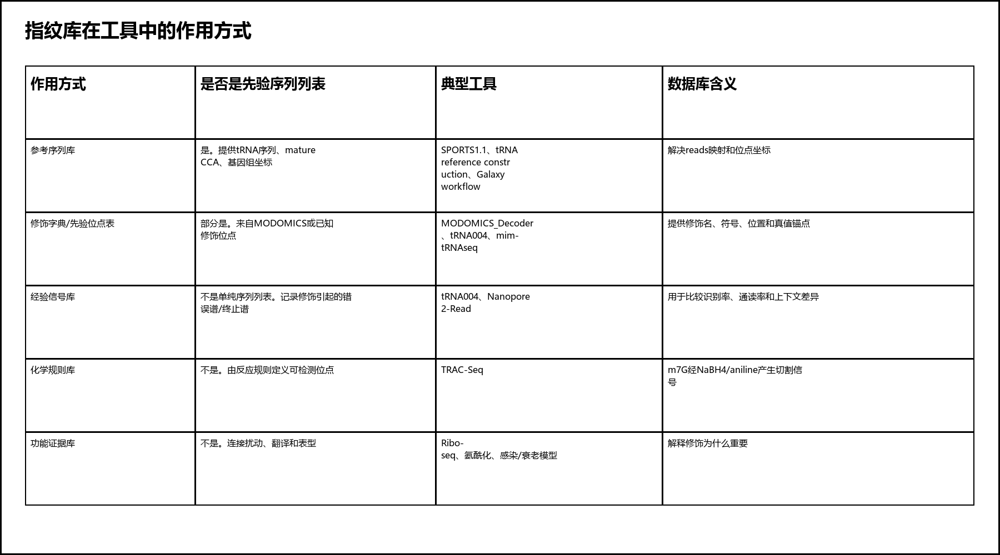 指纹库在工具中的作用方式
作用方式
是否是先验序列列表
典型工具
数据库含义
参考序列库
是。提供tRNA序列、mature
CCA、基因组坐标
SPORTS1.1、tRNA
reference constr
uction、Galaxy
workflow
解决reads映射和位点坐标
修饰字典/先验位点表
部分是。来自MODOMICS或已知
修饰位点
MODOMICS_Decoder
、tRNA004、mim-
tRNAseq
提供修饰名、符号、位置和真值锚点
经验信号库
不是单纯序列列表。记录修饰引起的错
误谱/终止谱
tRNA004、Nanopore
2-Read
用于比较识别率、通读率和上下文差异
化学规则库
不是。由反应规则定义可检测位点
TRAC-Seq
m7G经NaBH4/aniline产生切割信
号
功能证据库
不是。连接扰动、翻译和表型
Ribo-
seq、氨酰化、感染/衰老模型
解释修饰为什么重要